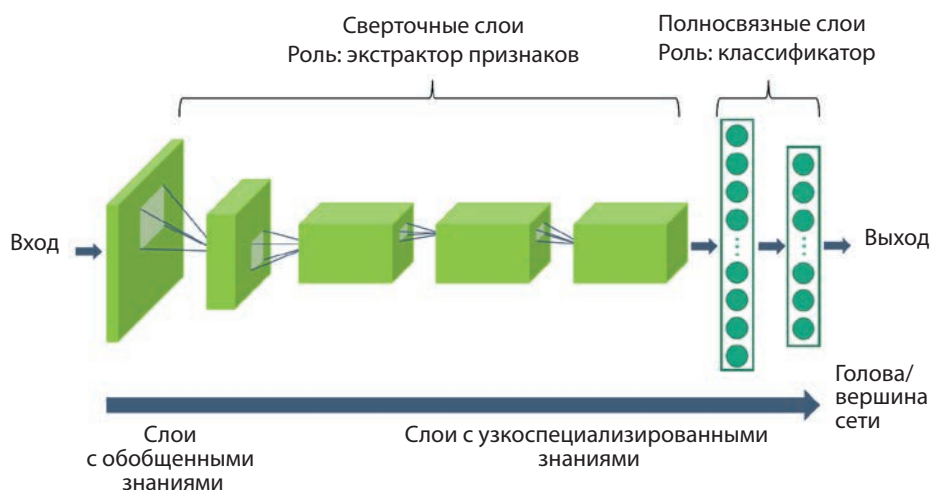 Сверточные слои
Роль: экстрактор признаков
Полносвязные слои
Роль: классификатор
Вход
Выход
Голова/
вершина
сети
Слои
с обобщенными
знаниями
Слои с узкоспециализированными
знаниями